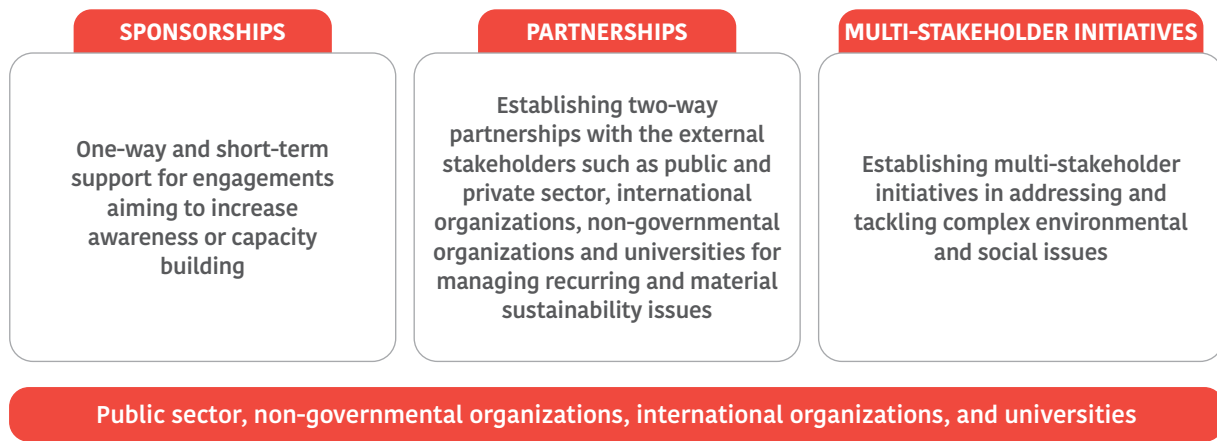 SPONSORSHIPS
One-way and short-term
support for engagements
aiming to increase
awareness or capacity
building
PARTNERSHIPS
Establishing two-way
partnerships with the external
stakeholders such as public and
private sector, international
organizations, non-governmental
organizations and universities for
managing recurring and material
sustainability issues
MULTI-STAKEHOLDER INITIATIVES
Establishing multi-stakeholder
initiatives in addressing and
tackling complex environmental
and social issues
Public sector, non-governmental organizations, international organizations, and universities